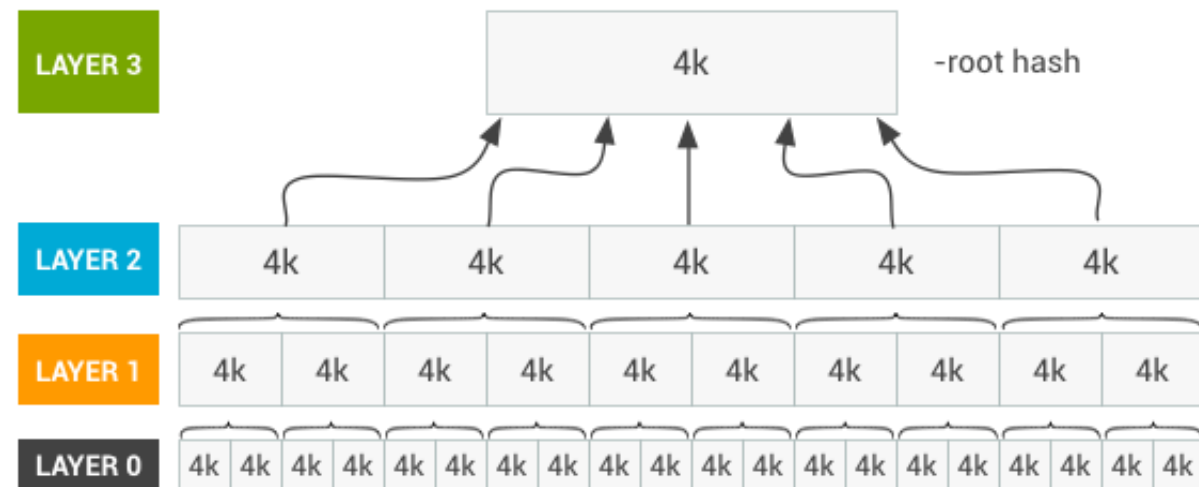 LAYER 3 4k -root hash
LAYER 2 4k 4k 4k 4k 4k
LAYER 1 4k 4k 4k 4k 4k 4k 4k 4k 4k 4k
LAYER 0 4k 4k 4k 4k 4k 4k 4k 4k 4k 4k 4k 4k 4k 4k 4k 4k 4k 4k 4k 4k